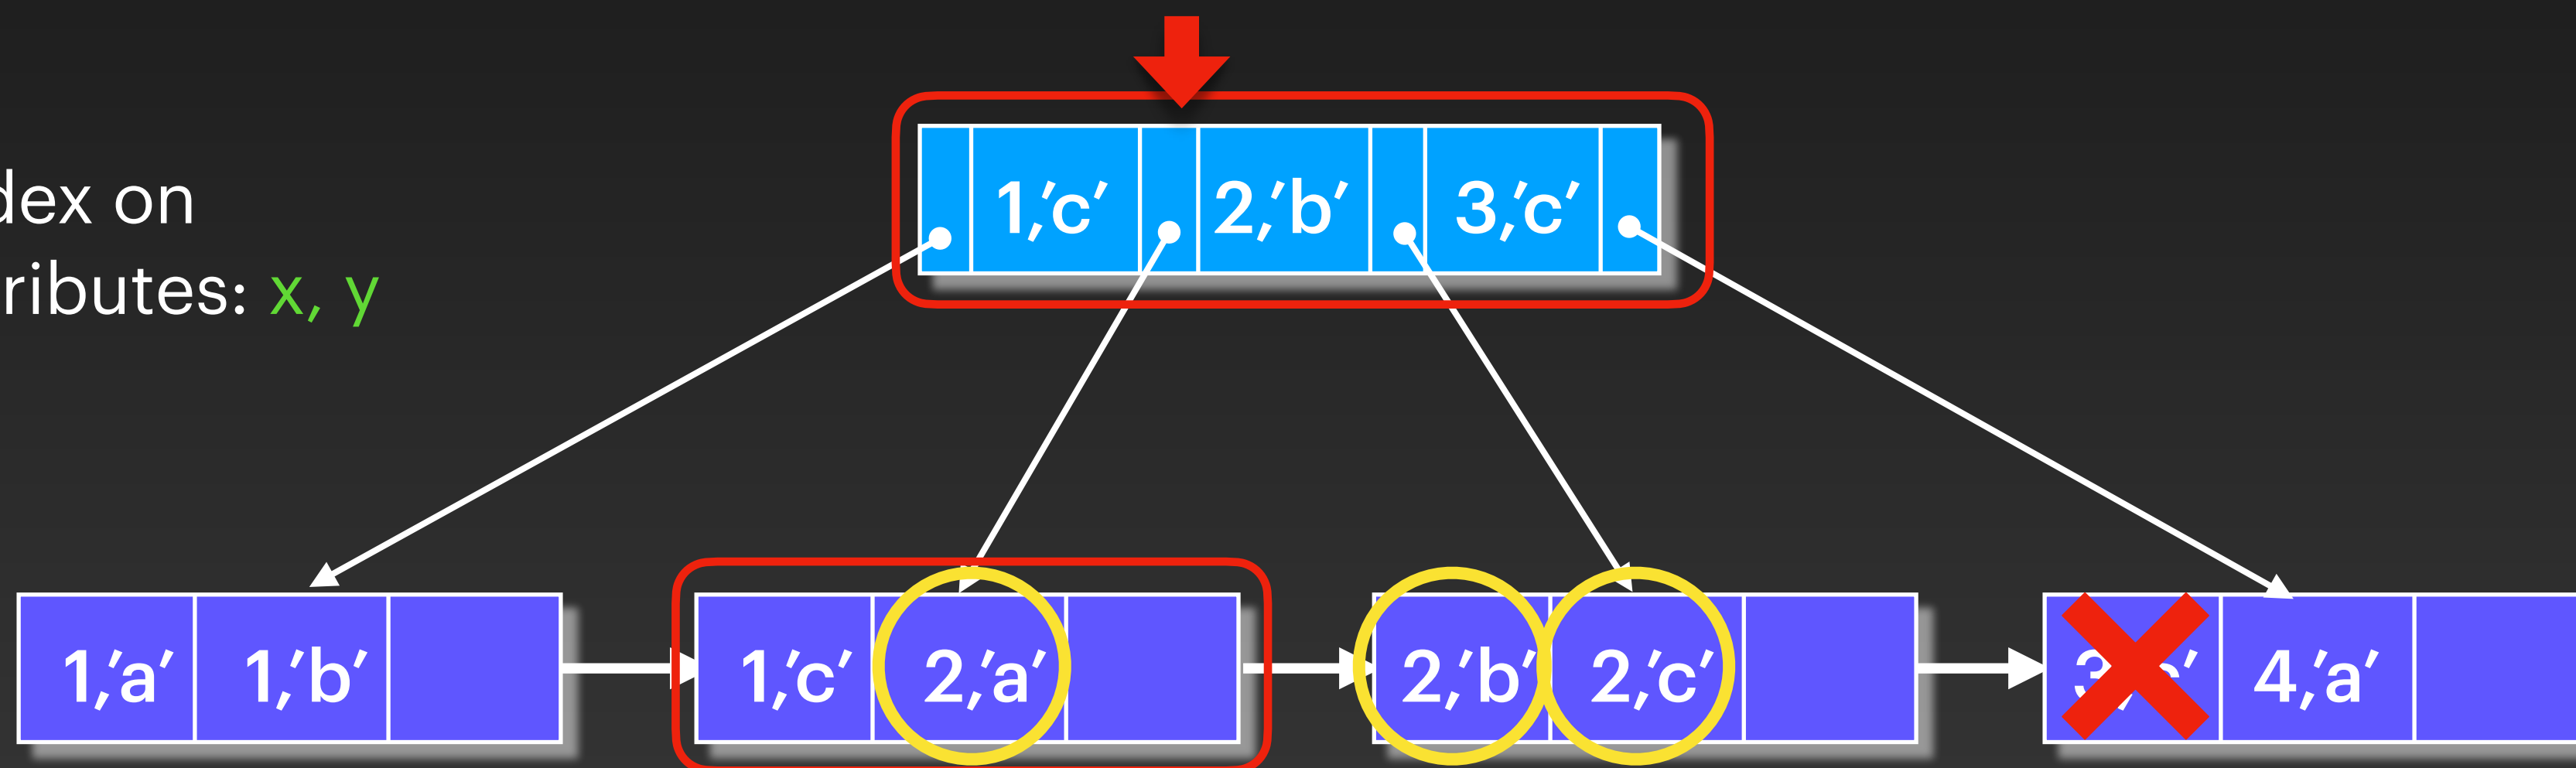 dex on
ributes: x, y
1,'c' 2,'b' 3,'c'
1,'a' 1,'b' 1,'c' 2,'a' 2,'b' 2,'c' 4,'a'